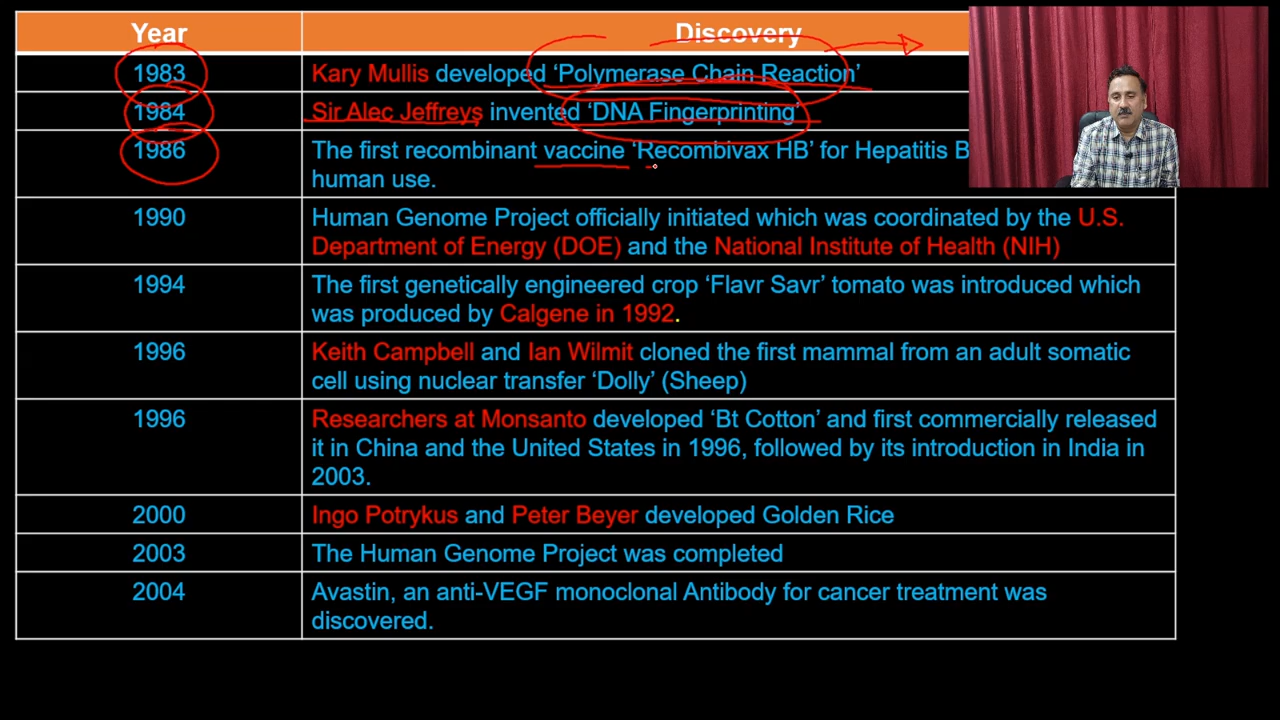 Year Discovery
1983 Kary Mullis developed ‘Polymerase Chain Reaction’
1984 Sir Alec Jeffreys invented ‘DNA Fingerprinting’
1986 The first recombinant vaccine ‘Recombivax HB’ for Hepatitis B
human use.
1990 Human Genome Project officially initiated which was coordinated by the U.S.
Department of Energy (DOE) and the National Institute of Health (NIH)
1994 The first genetically engineered crop ‘Flavr Savr’ tomato was introduced which
was produced by Calgene in 1992.
1996 Keith Campbell and Ian Wilmit cloned the first mammal from an adult somatic
cell using nuclear transfer ‘Dolly’ (Sheep)
1996 Researchers at Monsanto developed ‘Bt Cotton’ and first commercially released
it in China and the United States in 1996, followed by its introduction in India in
2003.
2000 Ingo Potrykus and Peter Beyer developed Golden Rice
2003 The Human Genome Project was completed
2004 Avastin, an anti-VEGF monoclonal Antibody for cancer treatment was
discovered.